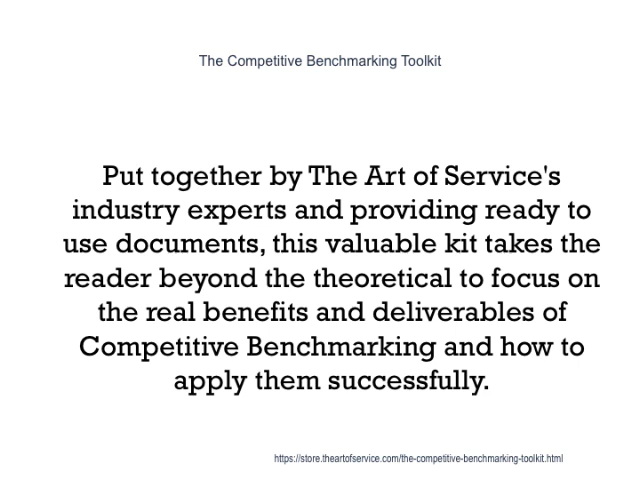 The Competitive Benchmarking Toolkit
Put together by The Art of Service's
industry experts and providing ready to
use documents, this valuable kit takes the
reader beyond the theoretical to focus on
the real benefits and deliverables of
Competitive Benchmarking and how to
apply them successfully.
https://store.theartofservice.com/the-competitive-benchmarking-toolkit.html